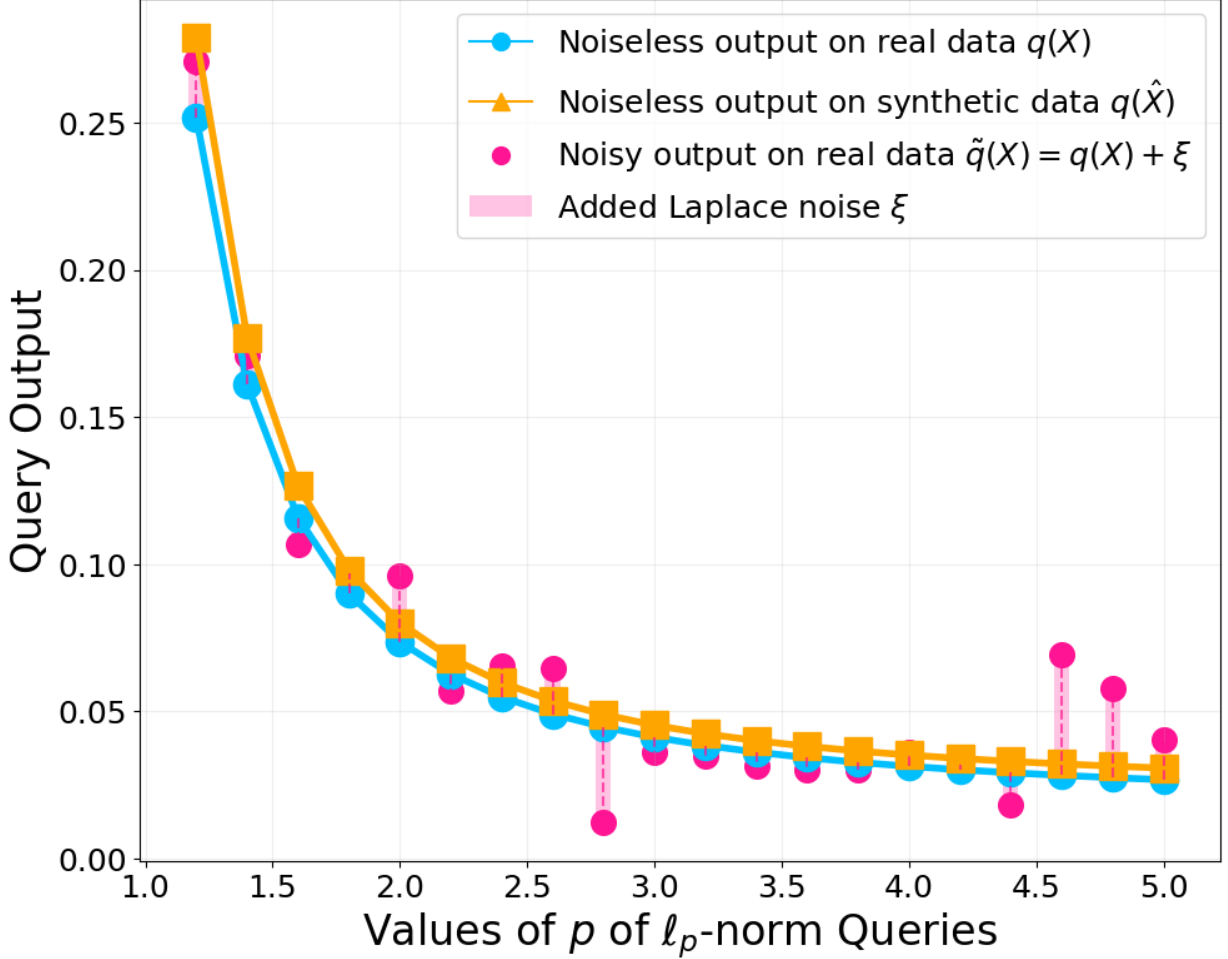 Noiseless output on real data q(X)
Noiseless output on synthetic data q(X̂)
Noisy output on real data q̃(X) = q(X) + ξ
Added Laplace noise ξ
Query Output
0.25
0.20
0.15
0.10
0.05
0.00
1.0 1.5 2.0 2.5 3.0 3.5 4.0 4.5 5.0
Values of p of ℓₚ-norm Queries